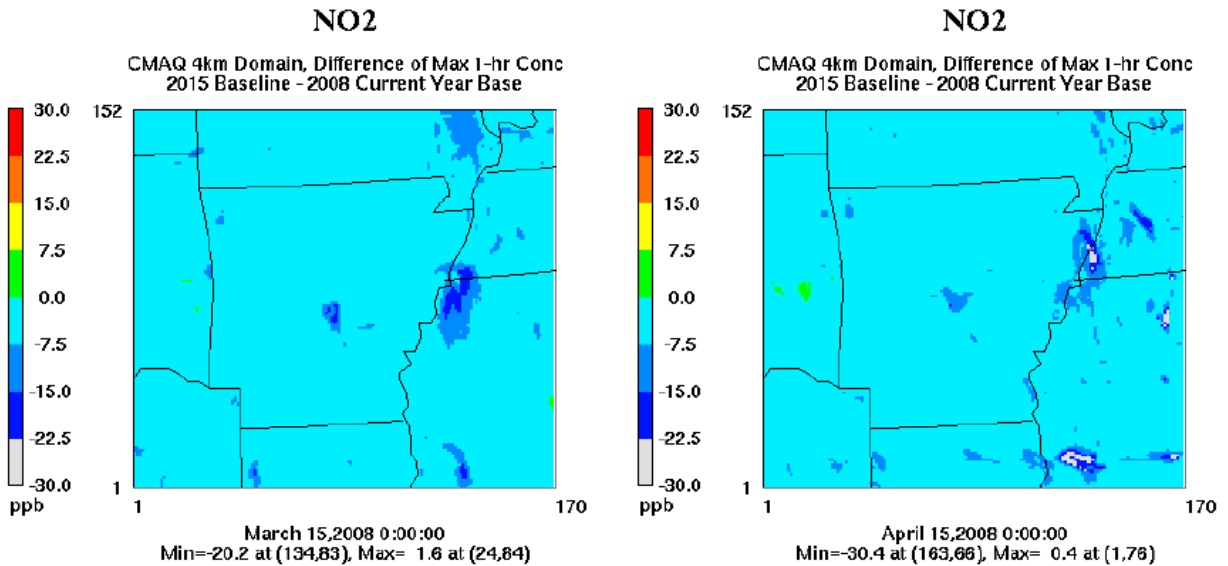 NO2
CMAQ 4km Domain, Difference of Max 1-hr Conc
2015 Baseline - 2008 Current Year Base
30.0
22.5
15.0
7.5
0.0
-7.5
-15.0
-22.5
-30.0
ppb
152
1
1
170
March 15,2008 0:00:00
Min=-20.2 at (134,83), Max= 1.6 at (24,84)
NO2
CMAQ 4km Domain, Difference of Max 1-hr Conc
2015 Baseline - 2008 Current Year Base
30.0
22.5
15.0
7.5
0.0
-7.5
-15.0
-22.5
-30.0
ppb
152
1
1
170
April 15,2008 0:00:00
Min=-30.4 at (163,66), Max= 0.4 at (1,76)